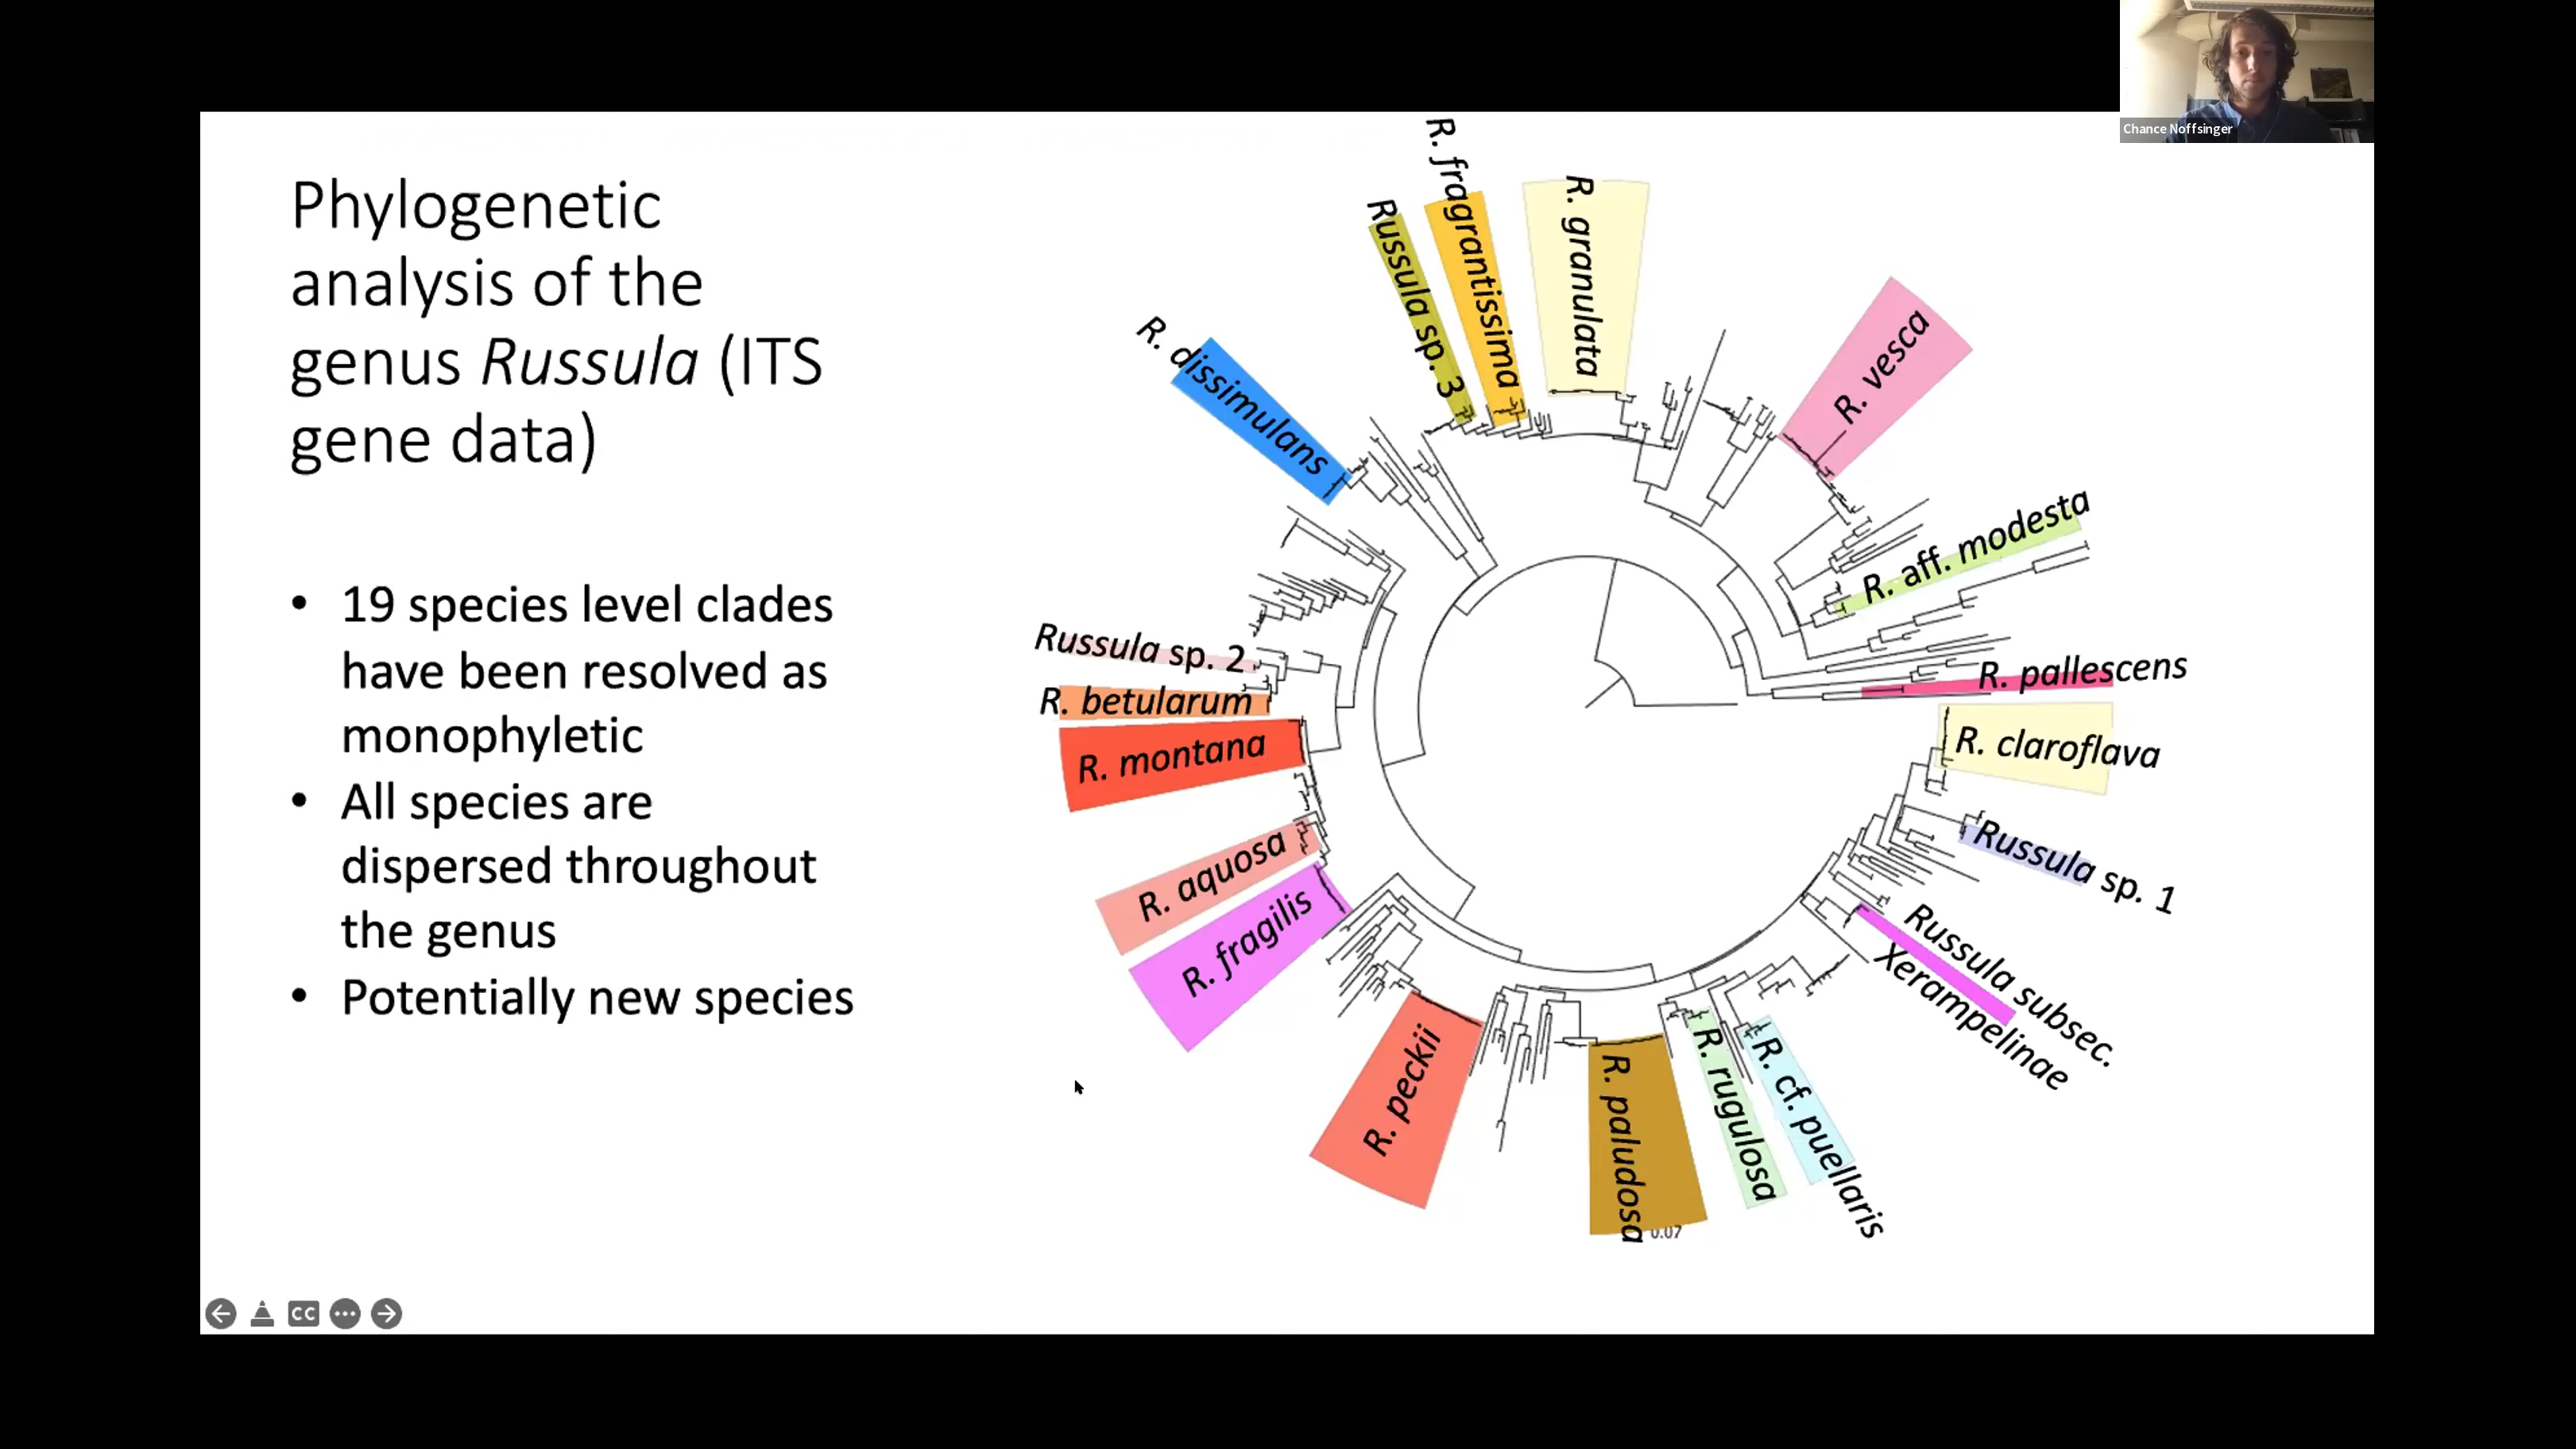 Chance Noffsinger
Phylogenetic
analysis of the
genus Russula (ITS
gene data)
• 19 species level clades
have been resolved as
monophyletic
• All species are
dispersed throughout
the genus
• Potentially new species
R. fragrantissima
Russula sp. 3
R. granulata
R. vesca
R. dissimulans
R. aff. modesta
Russula sp. 2
R. pallescens
R. betularum
R. montana
R. claroflava
Russula sp. 1
R. aquosa
R. fragilis
Russula subsec.
Xerampelinae
R. peckii
R. paludosa
R. rugulosa
R. cf. puellaris
0.07
CC